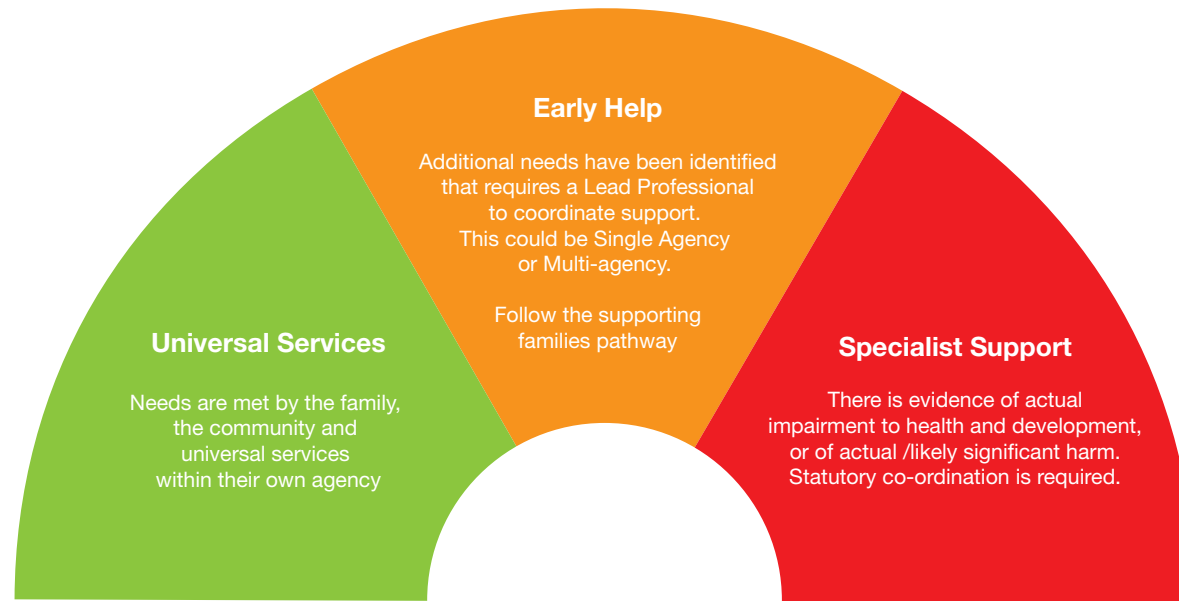 Early Help
Additional needs have been identified
that requires a Lead Professional
to coordinate support.
This could be Single Agency
or Multi-agency.
Follow the supporting
families pathway
Universal Services
Needs are met by the family,
the community and
universal services
within their own agency
Specialist Support
There is evidence of actual
impairment to health and development,
or of actual /likely significant harm.
Statutory co-ordination is required.